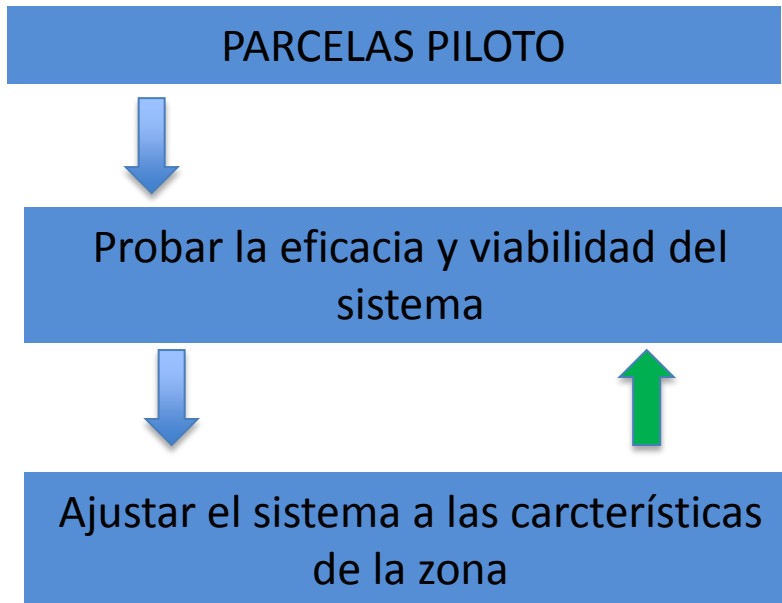 PARCELAS PILOTO
Probar la eficacia y viabilidad del
sistema
Ajustar el sistema a las carcterísticas
de la zona